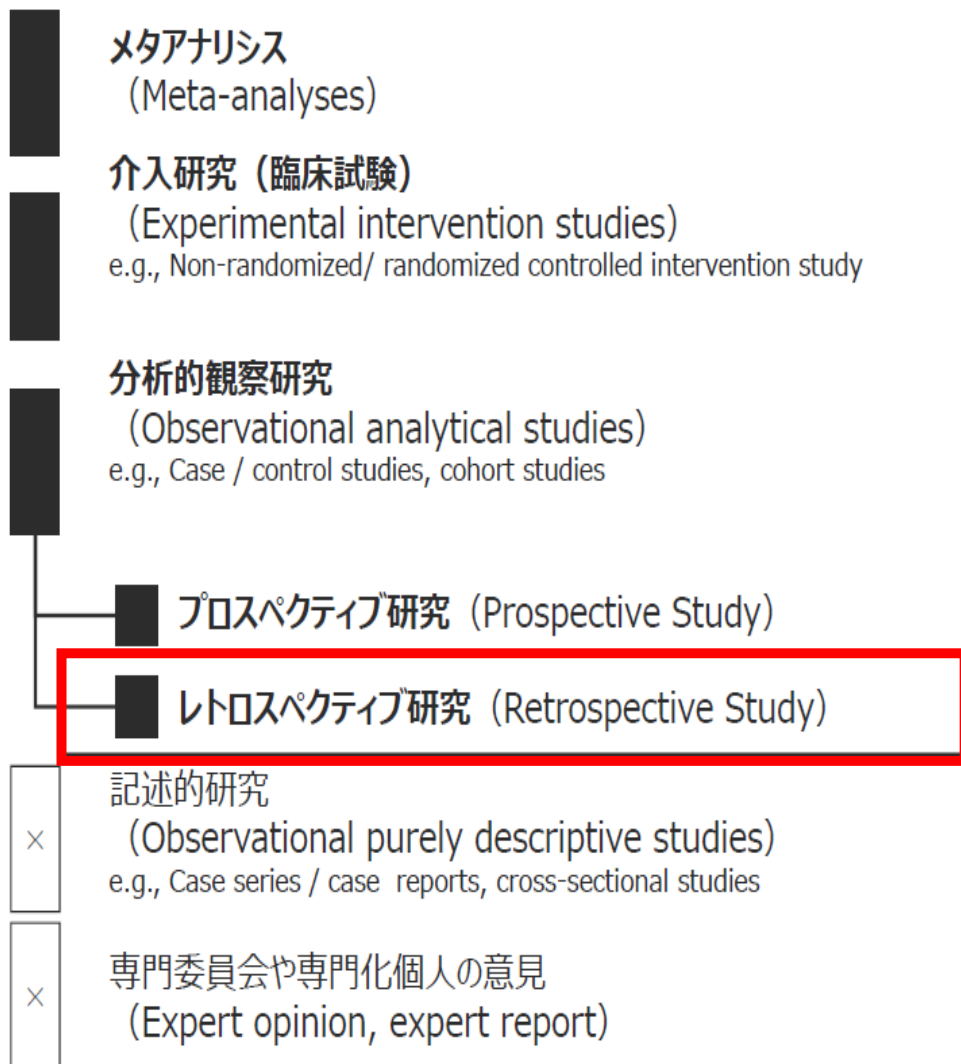 メタアナリシス
（Meta-analyses）
介入研究（臨床試験）
（Experimental intervention studies）
e.g., Non-randomized/ randomized controlled intervention study
分析的観察研究
（Observational analytical studies）
e.g., Case / control studies, cohort studies
プロスペクティブ研究（Prospective Study）
レトロスペクティブ研究（Retrospective Study）
記述的研究
×
（Observational purely descriptive studies）
e.g., Case series / case reports, cross-sectional studies
専門委員会や専門化個人の意見
×
（Expert opinion, expert report）